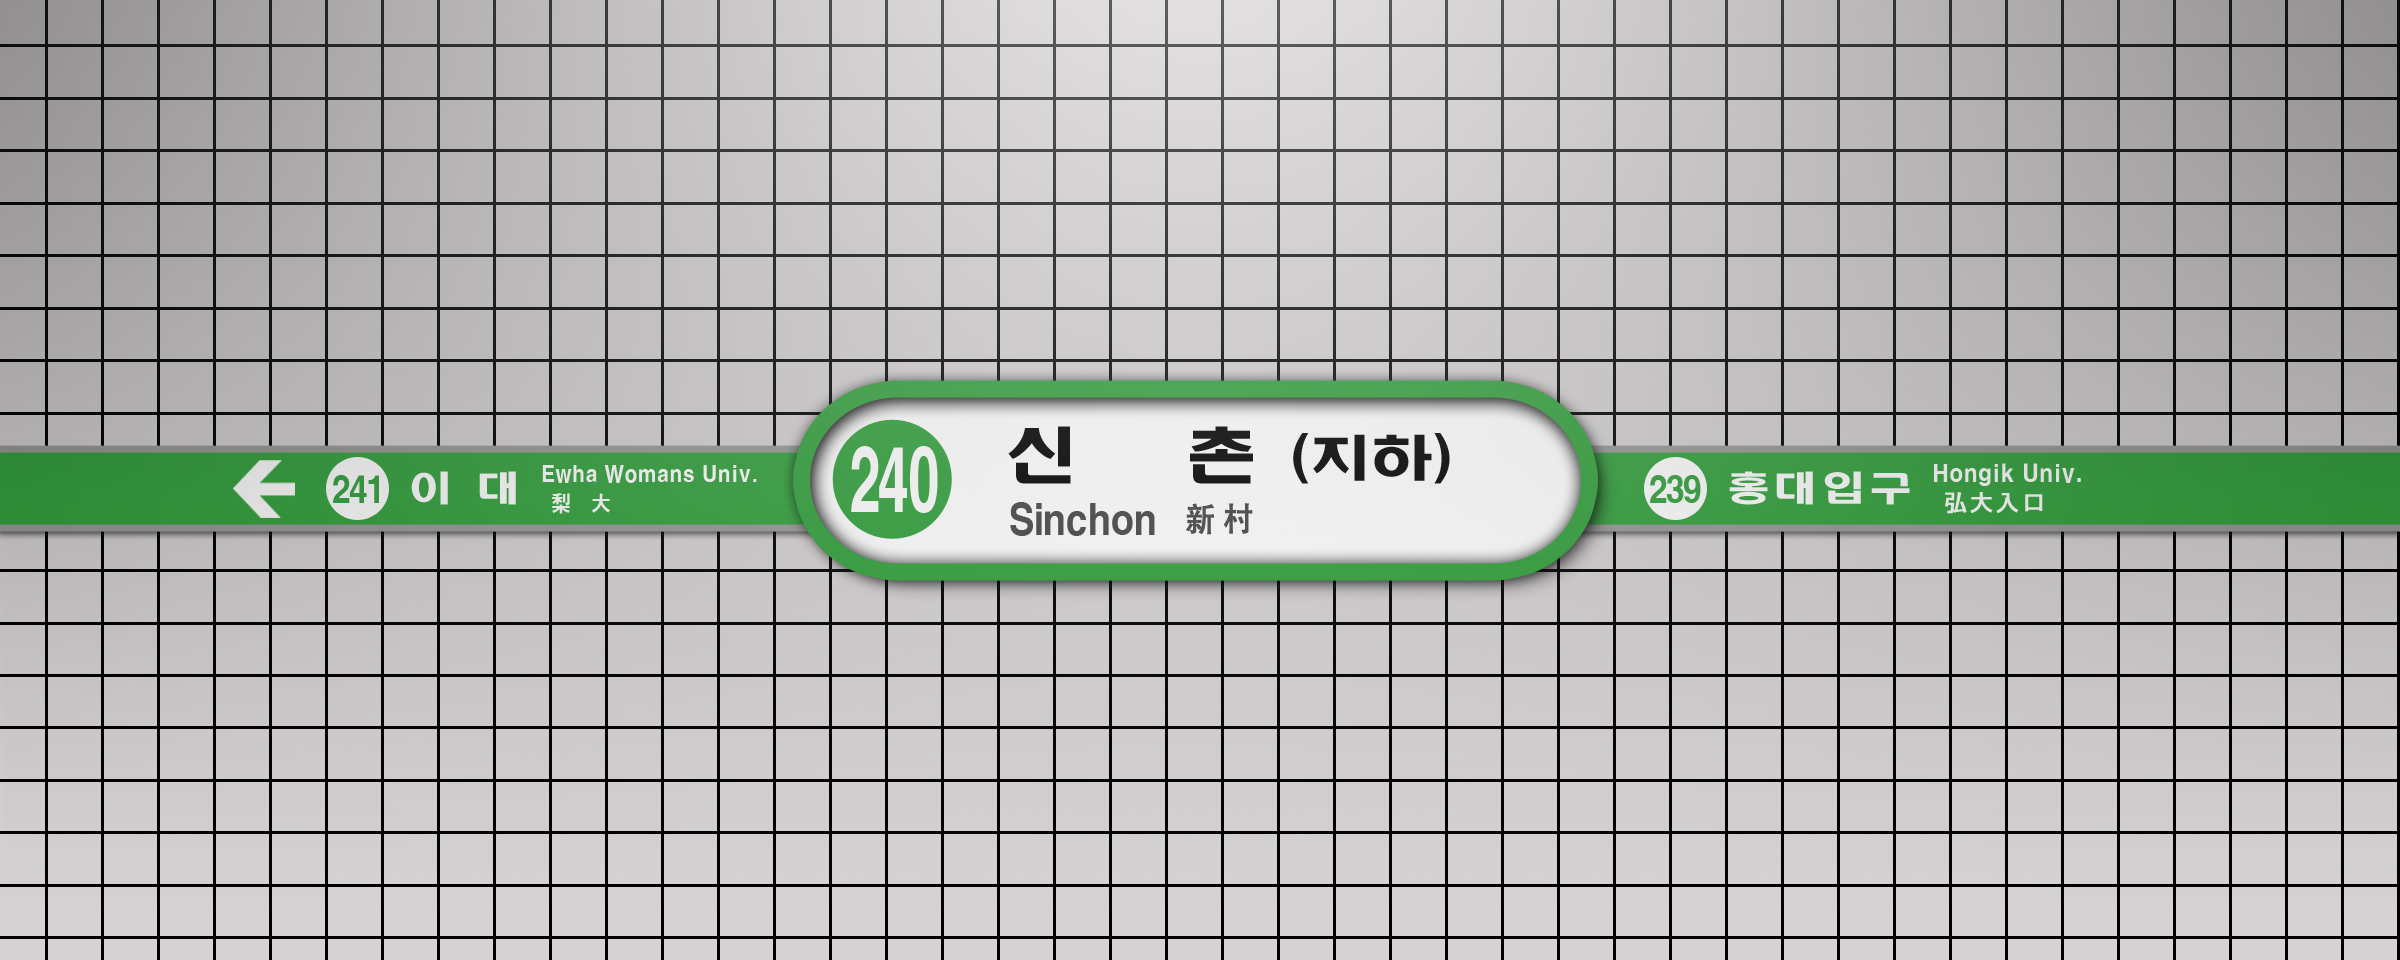 241 이 대 Ewha Womans Univ.
梨 大
240 신 촌 (지하)
Sinchon 新村
239 홍대입구 Hongik Univ.
弘大入口